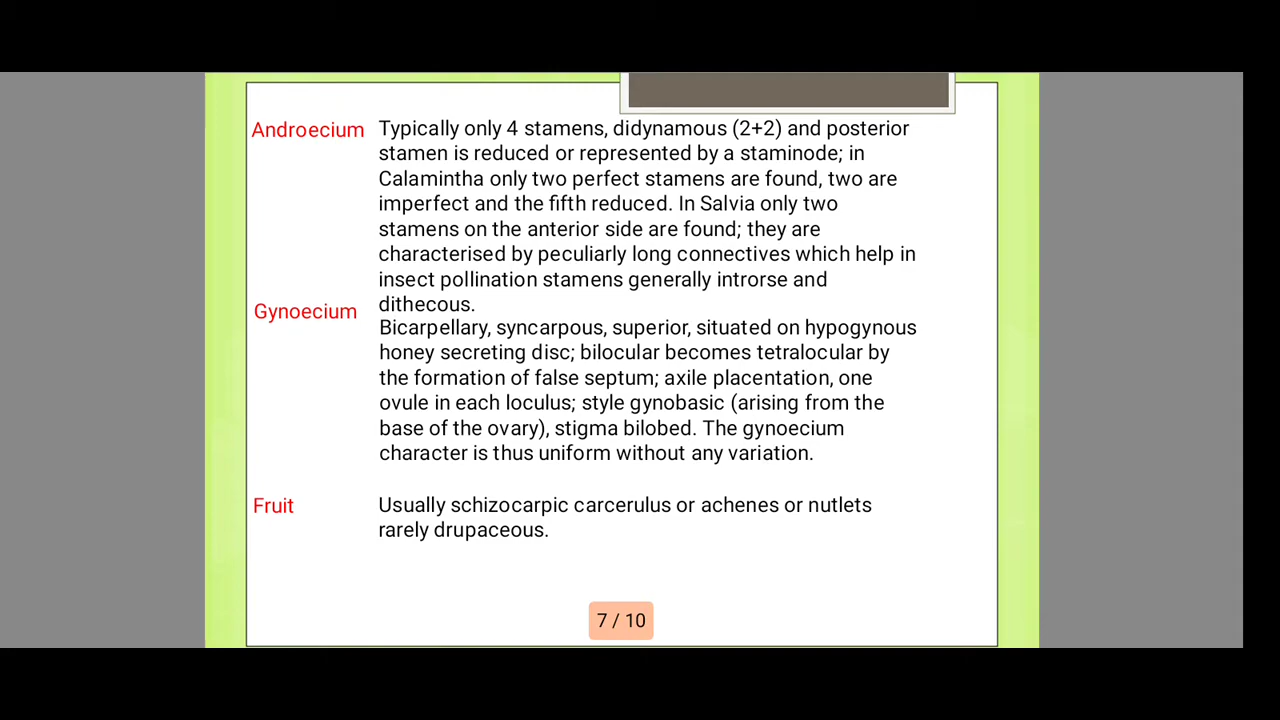 Androecium Typically only 4 stamens, didynamous (2+2) and posterior
stamen is reduced or represented by a staminode; in
Calamintha only two perfect stamens are found, two are
imperfect and the fifth reduced. In Salvia only two
stamens on the anterior side are found; they are
characterised by peculiarly long connectives which help in
insect pollination stamens generally introrse and
dithecous.
Gynoecium
Bicarpellary, syncarpous, superior, situated on hypogynous
honey secreting disc; bilocular becomes tetralocular by
the formation of false septum; axile placentation, one
ovule in each loculus; style gynobasic (arising from the
base of the ovary), stigma bilobed. The gynoecium
character is thus uniform without any variation.
Fruit Usually schizocarpic carcerulus or achenes or nutlets
rarely drupaceous.
7 / 10